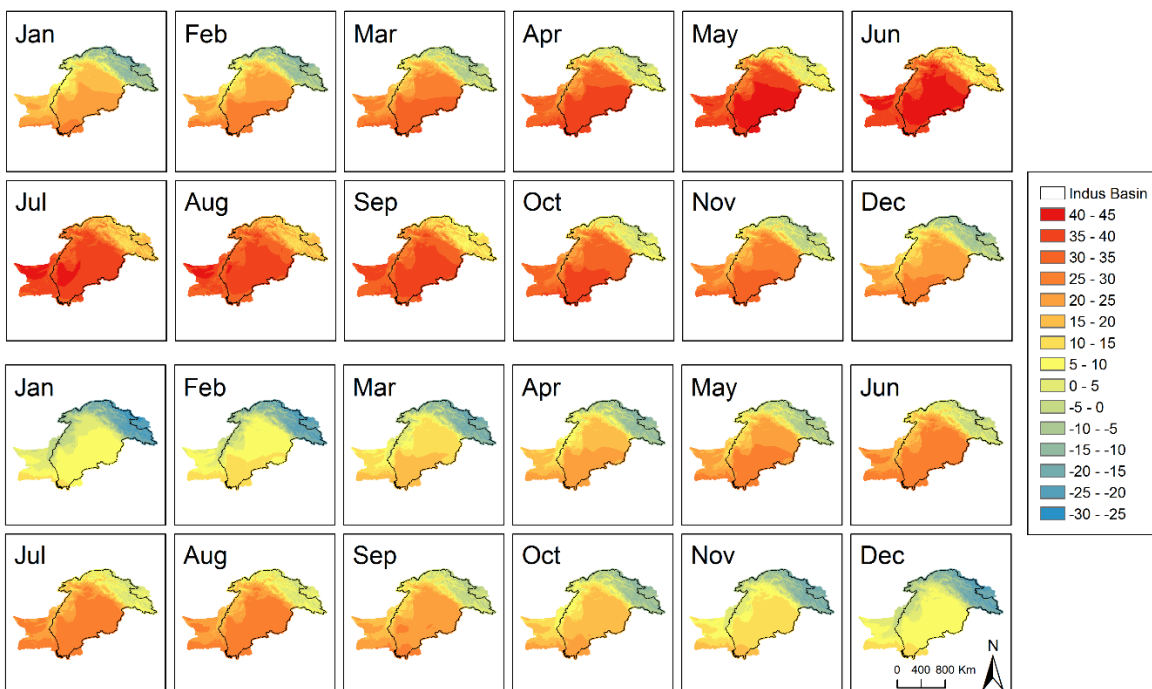 Jan
Feb
Mar
Apr
May
Jun
Jul
Aug
Sep
Oct
Nov
Dec
Indus Basin
40 - 45
35 - 40
30 - 35
25 - 30
20 - 25
15 - 20
10 - 15
5 - 10
0 - 5
-5 - 0
-10 - -5
-15 - -10
-20 - -15
-25 - -20
-30 - -25
Jan
Feb
Mar
Apr
May
Jun
Jul
Aug
Sep
Oct
Nov
Dec
N
0 400 800 Km